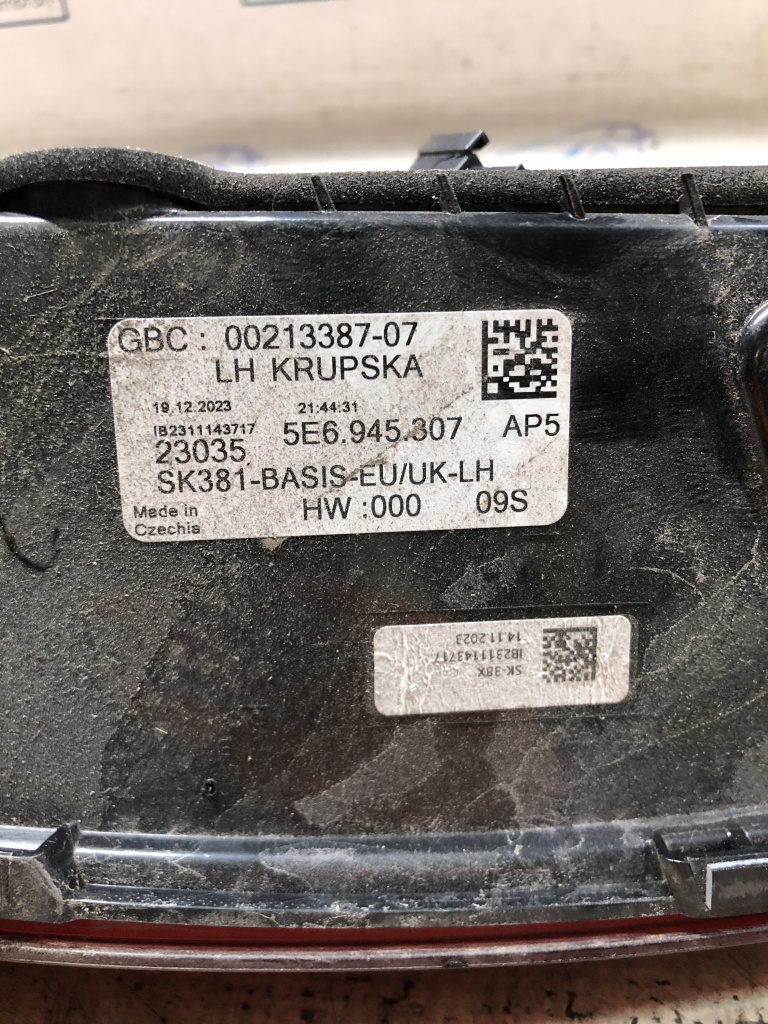 GBC : 00213387-07
LH KRUPSKA
19.12.2023 21:44:31
IB2311143717
23035 5E6.945.307 AP5
SK381-BASIS-EU/UK-LH
Made in Czechia
HW :000 09S
SK-38X
IB2311143717
14.11.2023